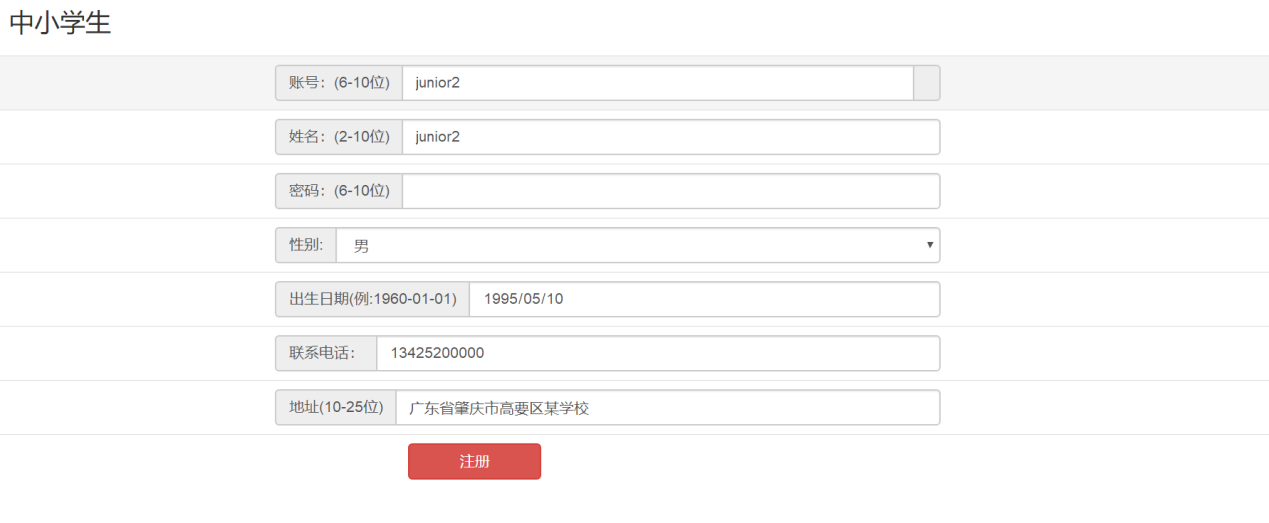 中小学生
账号：(6-10位) junior2
姓名：(2-10位) junior2
密码：(6-10位)
性别: 男
出生日期(例:1960-01-01) 1995/05/10
联系电话： 13425200000
地址(10-25位) 广东省肇庆市高要区某学校
注册